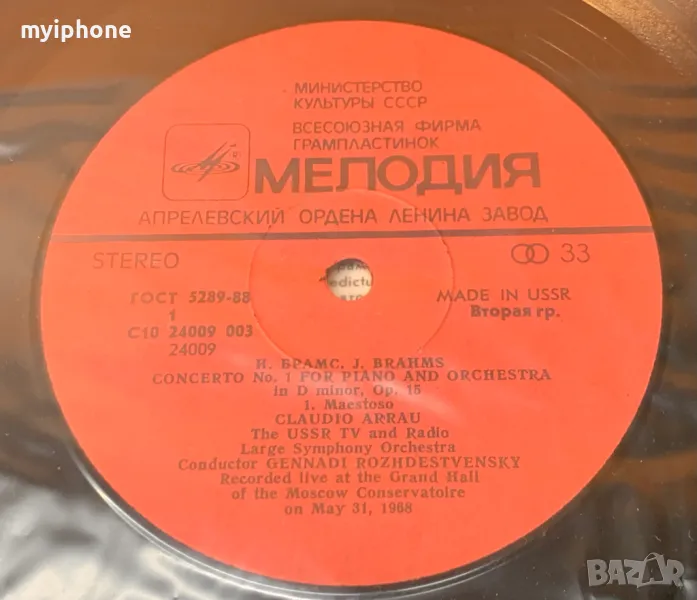 myiphone
МИНИСТЕРСТВО
КУЛЬТУРЫ СССР
ВСЕСОЮЗНАЯ ФИРМА
ГРАМПЛАСТИНОК
МЕЛОДИЯ
АПРЕЛЕВСКИЙ ОРДЕНА ЛЕНИНА ЗАВОД
STEREO
33
ГОСТ 5289-88
1
С10 24009 003
24009
MADE IN USSR
Вторая гр.
И. БРАМС. J. BRAHMS
CONCERTO No. 1 FOR PIANO AND ORCHESTRA
in D minor, Op. 15
1. Maestoso
CLAUDIO ARRAU
The USSR TV and Radio
Large Symphony Orchestra
Conductor GENNADI ROZHDESTVENSKY
Recorded live at the Grand Hall
of the Moscow Conservatoire
on May 31, 1968
BAZAR